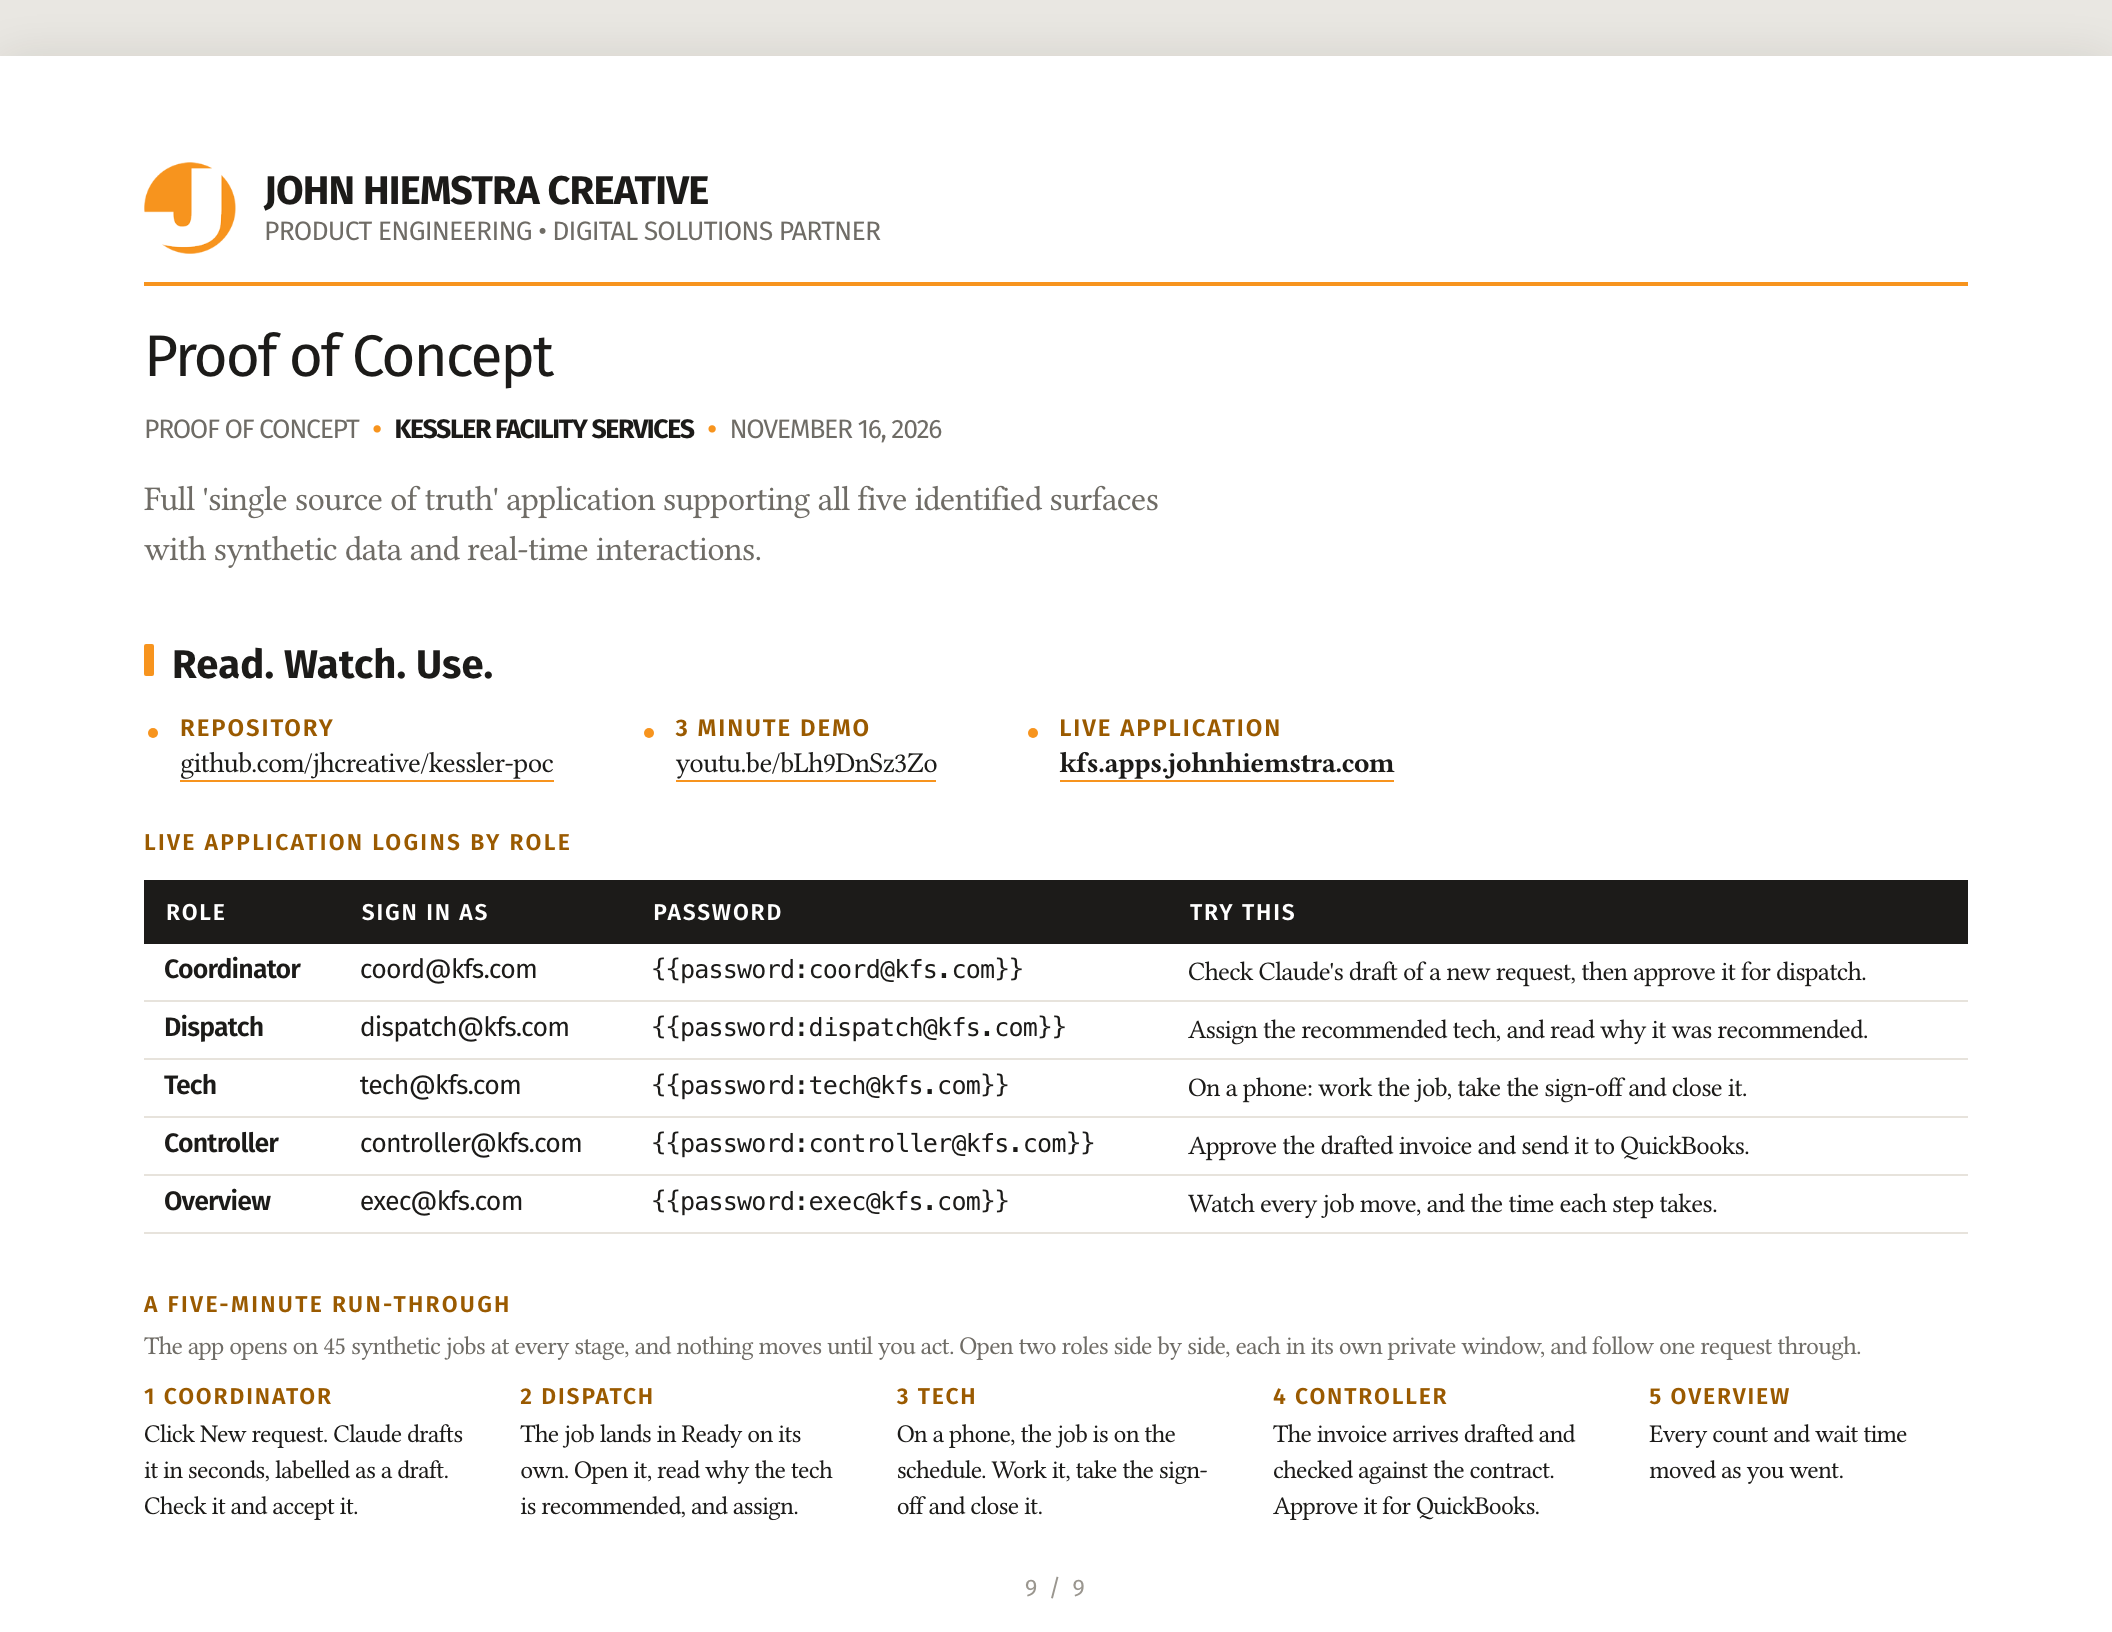 JOHN HIEMSTRA CREATIVE
PRODUCT ENGINEERING • DIGITAL SOLUTIONS PARTNER
Proof of Concept
PROOF OF CONCEPT • KESSLER FACILITY SERVICES • NOVEMBER 16, 2026
Full 'single source of truth' application supporting all five identified surfaces
with synthetic data and real-time interactions.
Read. Watch. Use.
• REPOSITORY
github.com/jhcreative/kessler-poc
• 3 MINUTE DEMO
youtu.be/bLh9DnSz3Zo
• LIVE APPLICATION
kfs.apps.johnhiemstra.com
LIVE APPLICATION LOGINS BY ROLE
ROLE SIGN IN AS PASSWORD TRY THIS
Coordinator coord@kfs.com {{password:coord@kfs.com}} Check Claude's draft of a new request, then approve it for dispatch.
Dispatch dispatch@kfs.com {{password:dispatch@kfs.com}} Assign the recommended tech, and read why it was recommended.
Tech tech@kfs.com {{password:tech@kfs.com}} On a phone: work the job, take the sign-off and close it.
Controller controller@kfs.com {{password:controller@kfs.com}} Approve the drafted invoice and send it to QuickBooks.
Overview exec@kfs.com {{password:exec@kfs.com}} Watch every job move, and the time each step takes.
A FIVE-MINUTE RUN-THROUGH
The app opens on 45 synthetic jobs at every stage, and nothing moves until you act. Open two roles side by side, each in its own private window, and follow one request through.
1 COORDINATOR
Click New request. Claude drafts
it in seconds, labelled as a draft.
Check it and accept it.
2 DISPATCH
The job lands in Ready on its
own. Open it, read why the tech
is recommended, and assign.
3 TECH
On a phone, the job is on the
schedule. Work it, take the sign-
off and close it.
4 CONTROLLER
The invoice arrives drafted and
checked against the contract.
Approve it for QuickBooks.
5 OVERVIEW
Every count and wait time
moved as you went.
9 / 9